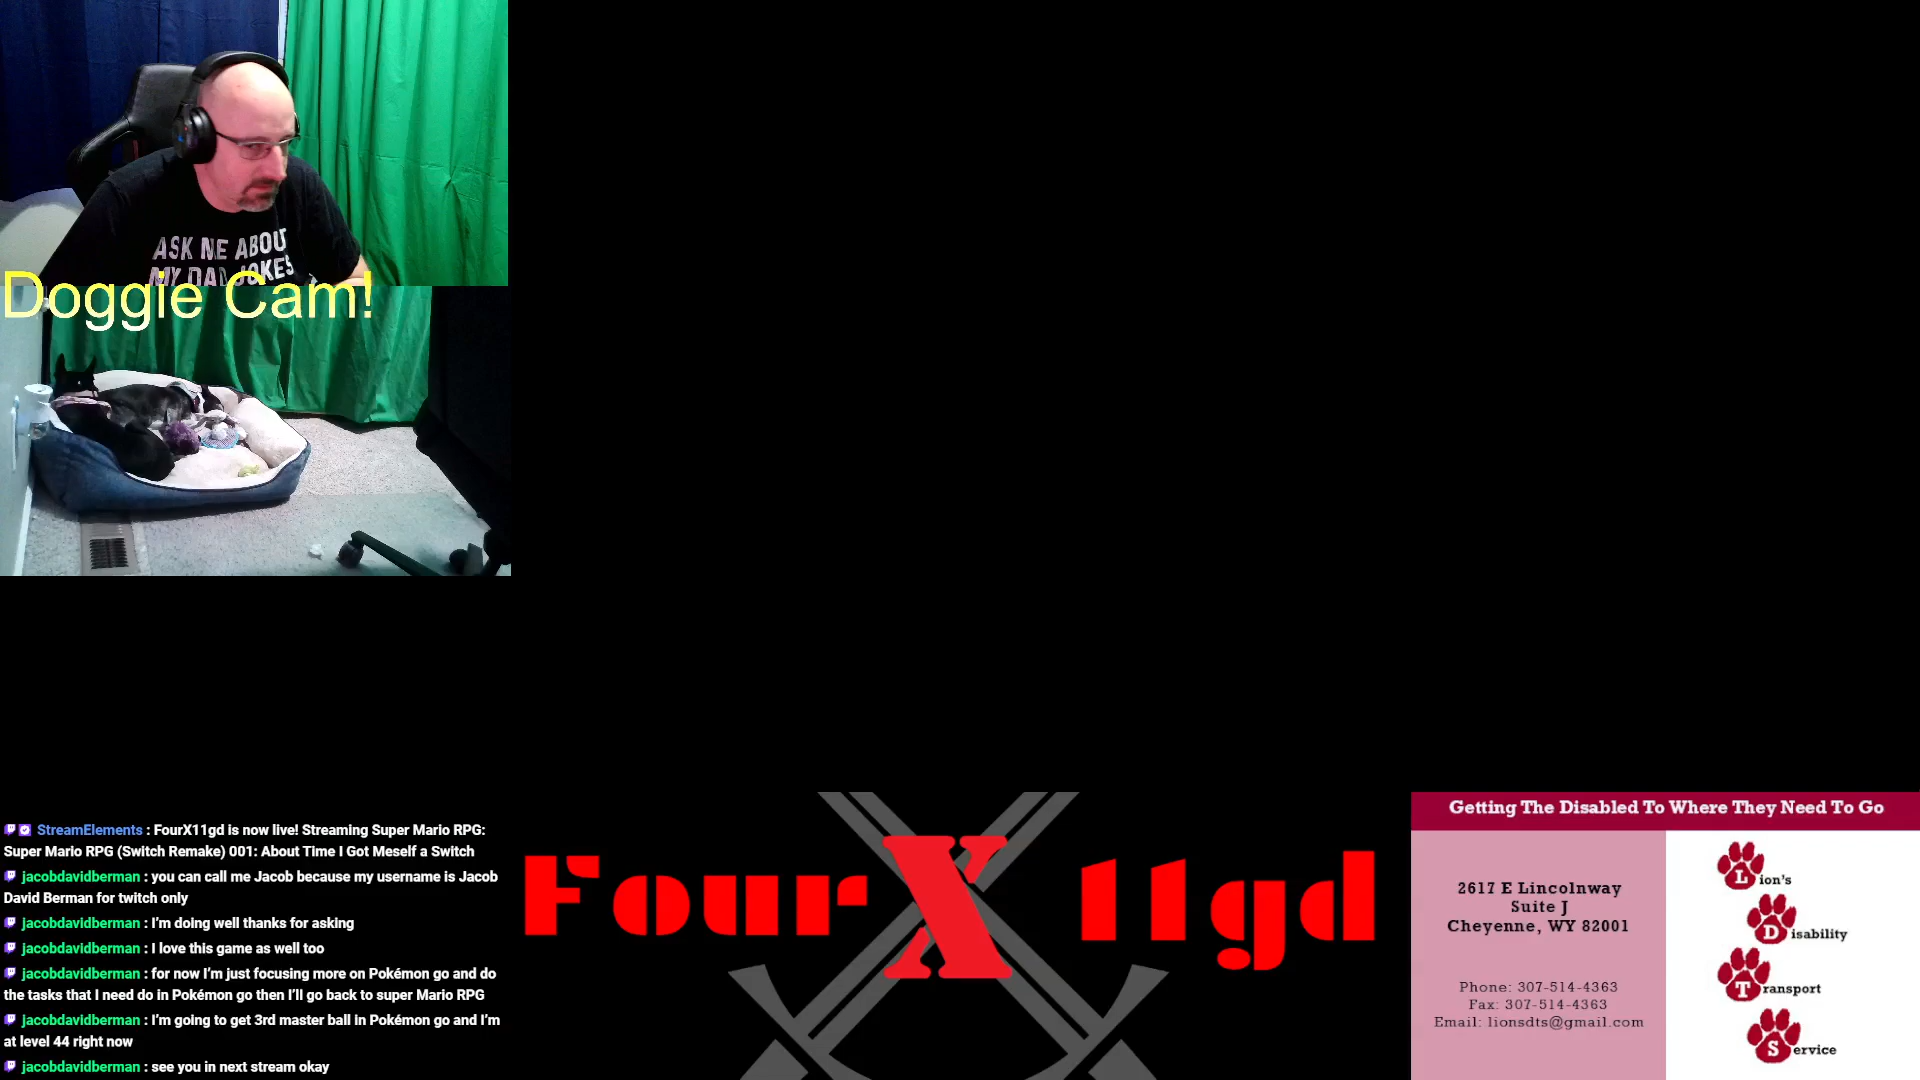 ASK ME ABOUT
MY DAD JOKES
Doggie Cam!
StreamElements : FourX11gd is now live! Streaming Super Mario RPG:
Super Mario RPG (Switch Remake) 001: About Time I Got Meself a Switch
jacobdavidberman : you can call me Jacob because my username is Jacob
David Berman for twitch only
jacobdavidberman : I'm doing well thanks for asking
jacobdavidberman : I love this game as well too
jacobdavidberman : for now I'm just focusing more on Pokémon go and do
the tasks that I need do in Pokémon go then I'll go back to super Mario RPG
jacobdavidberman : I'm going to get 3rd master ball in Pokémon go and I'm
at level 44 right now
jacobdavidberman : see you in next stream okay
FourX11gd
Getting The Disabled To Where They Need To Go
2617 E Lincolnway
Suite J
Cheyenne, WY 82001
Phone: 307-514-4363
Fax: 307-514-4363
Email: lionsdts@gmail.com
Lion's
Disability
Transport
Service